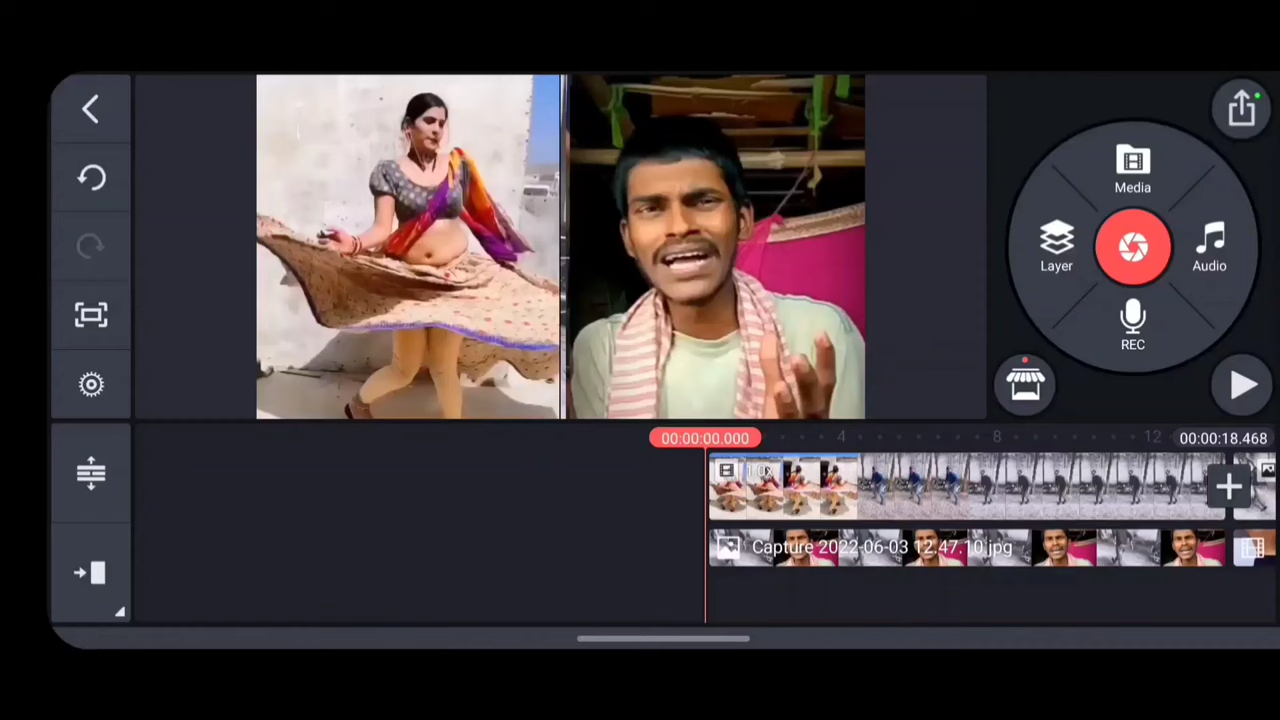 Media
Layer
Audio
REC
00:00:00.000
4
8
12
00:00:18.468
1.0x
Capture 2022-06-03 12.47.10.jpg